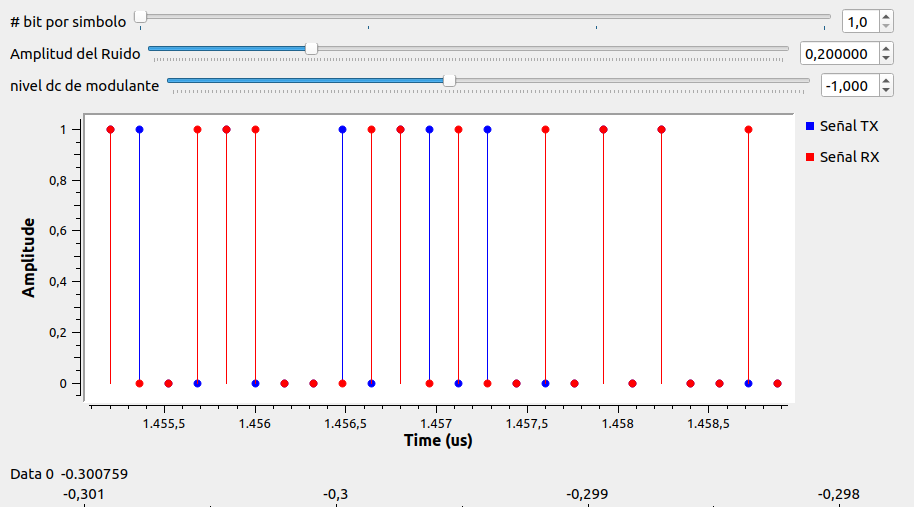 # bit por simbolo 1,0
Amplitud del Ruido 0,200000
nivel dc de modulante -1,000
Señal TX
Señal RX
Amplitude
1
0,8
0,6
0,4
0,2
0
1.455,5 1.456 1.456,5 1.457 1.457,5 1.458 1.458,5
Time (us)
Data 0 -0.300759
-0,301 -0,3 -0,299 -0,298